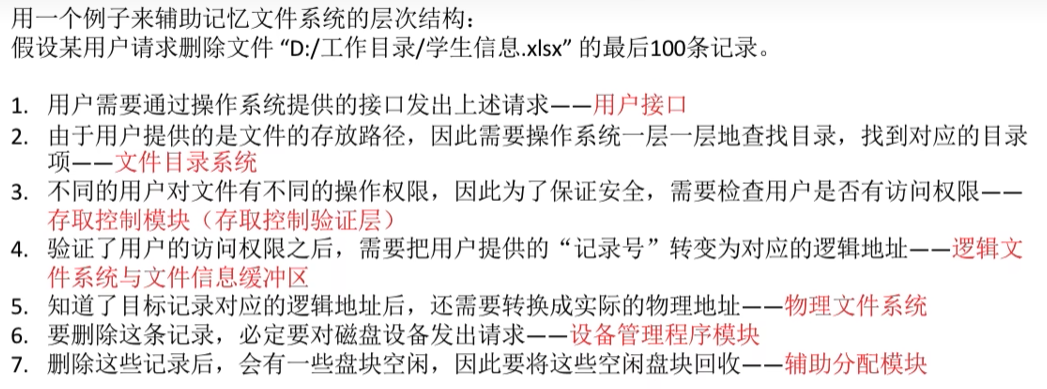 用一个例子来辅助记忆文件系统的层次结构：
假设某用户请求删除文件 “D:/工作目录/学生信息.xlsx” 的最后100条记录。
1. 用户需要通过操作系统提供的接口发出上述请求——用户接口
2. 由于用户提供的是文件的存放路径，因此需要操作系统一层一层地查找目录，找到对应的目录
项——文件目录系统
3. 不同的用户对文件有不同的操作权限，因此为了保证安全，需要检查用户是否有访问权限——
存取控制模块（存取控制验证层）
4. 验证了用户的访问权限之后，需要把用户提供的“记录号”转变为对应的逻辑地址——逻辑文
件系统与文件信息缓冲区
5. 知道了目标记录对应的逻辑地址后，还需要转换成实际的物理地址——物理文件系统
6. 要删除这条记录，必定要对磁盘设备发出请求——设备管理程序模块
7. 删除这些记录后，会有一些盘块空闲，因此要将这些空闲盘块回收——辅助分配模块